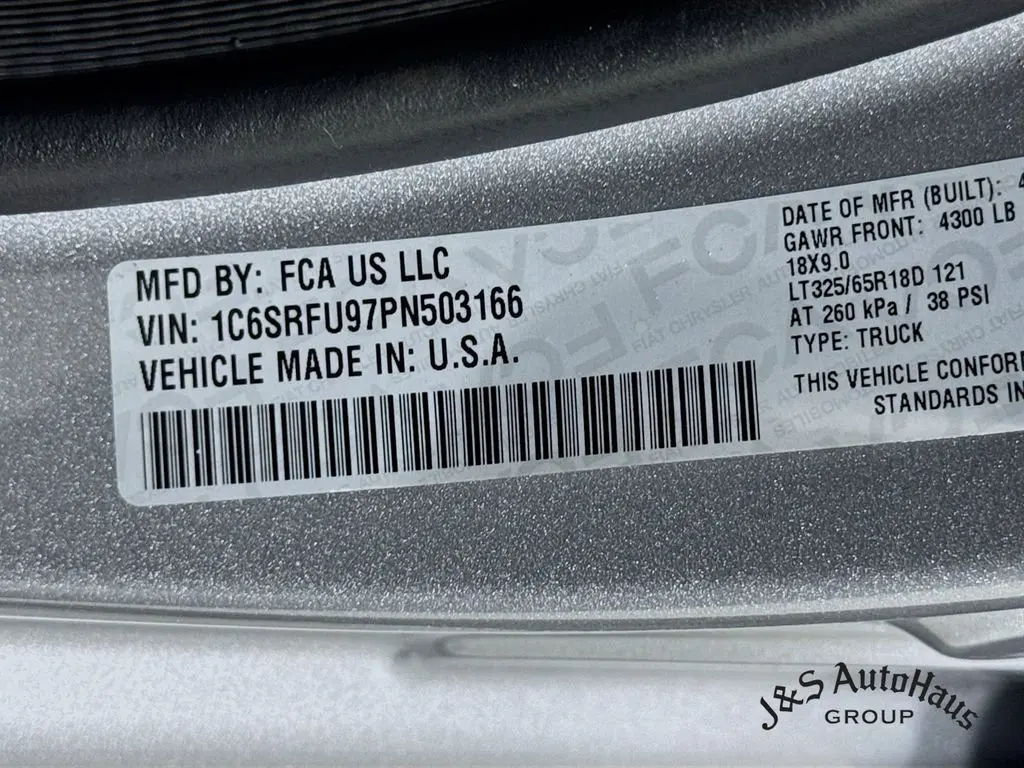 MFD BY: FCA US LLC
VIN: 1C6SRFU97PN503166
VEHICLE MADE IN: U.S.A.
DATE OF MFR (BUILT): 4
GAWR FRONT: 4300 LB
18X9.0
LT325/65R18D 121
AT 260 kPa / 38 PSI
TYPE: TRUCK
THIS VEHICLE CONFOR
STANDARDS IN
J&S AutoHaus
GROUP